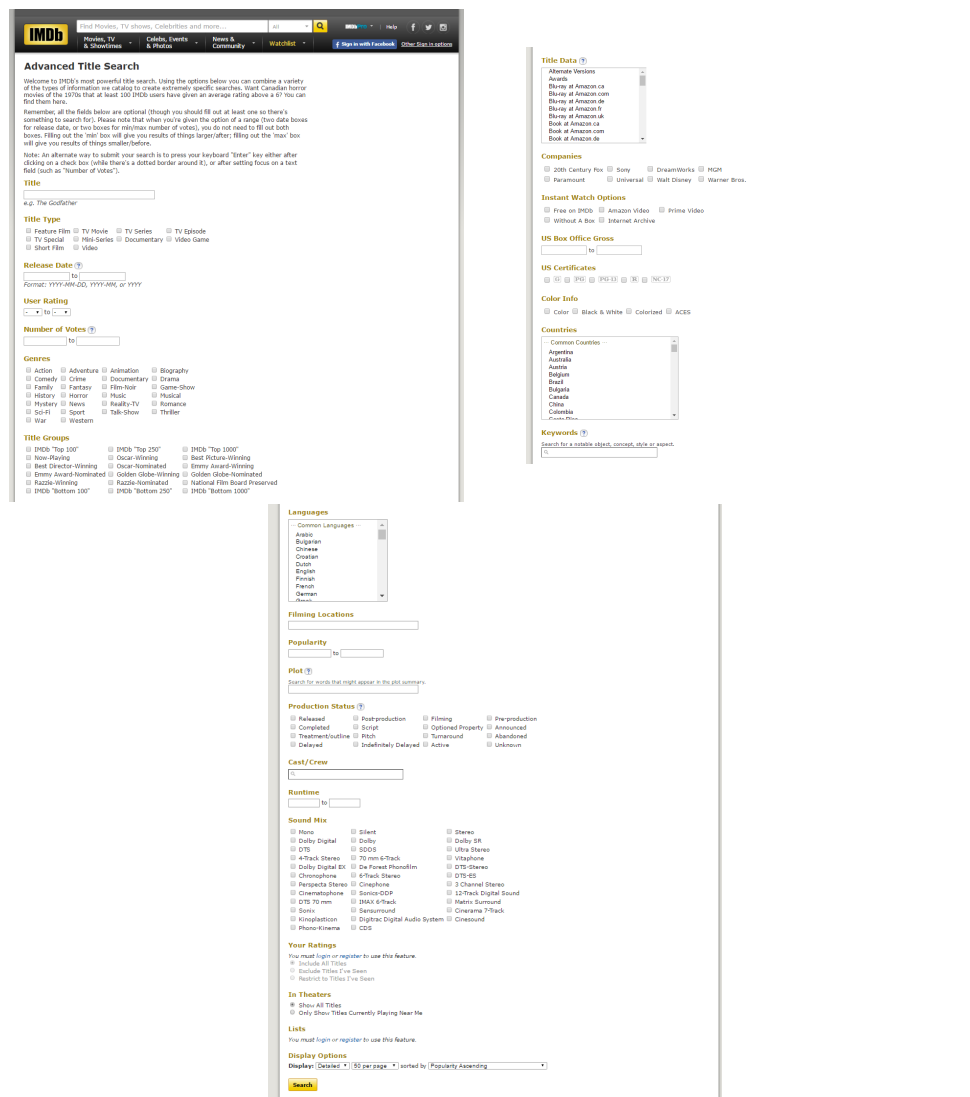 IMDb
Find Movies, TV shows, Celebrities and more...
All
Help
Movies, TV & Showtimes
Celebs, Events & Photos
News & Community
Watchlist
Sign in with Facebook
Other Sign in options
Advanced Title Search
Welcome to IMDb's most powerful title search. Using the options below you can combine a variety
of the types of information we catalog to create extremely specific searches. Want Canadian horror
movies of the 1970s that at least 100 IMDb users have given an average rating above a 6? You can
find them here.
Remember, all the fields below are optional (though you should fill out at least one so there's
something to search for). Please note that when you're given the option of a range (two date boxes
for release date, or two boxes for min/max number of votes), you do not need to fill out both
boxes. Filling out the 'min' box will give you results of things larger/after; filling out the 'max' box
will give you results of things smaller/before.
Note: An alternate way to submit your search is to press your keyboard "Enter" key either after
clicking on a check box (while there's a dotted border around it), or after setting focus on a text
field (such as "Number of Votes").
Title
e.g. The Godfather
Title Type
Feature Film TV Movie TV Series TV Episode
TV Special Mini-Series Documentary Video Game
Short Film Video
Release Date ?
to
Format: YYYY-MM-DD, YYYY-MM, or YYYY
User Rating
- to -
Number of Votes ?
to
Genres
Action Adventure Animation Biography
Comedy Crime Documentary Drama
Family Fantasy Film-Noir Game-Show
History Horror Music Musical
Mystery News Reality-TV Romance
Sci-Fi Sport Talk-Show Thriller
War Western
Title Groups
IMDb "Top 100" IMDb "Top 250" IMDb "Top 1000"
Now-Playing Oscar-Winning Best Picture-Winning
Best Director-Winning Oscar-Nominated Emmy Award-Winning
Emmy Award-Nominated Golden Globe-Winning Golden Globe-Nominated
Razzie-Winning Razzie-Nominated National Film Board Preserved
IMDb "Bottom 100" IMDb "Bottom 250" IMDb "Bottom 1000"
Title Data ?
Alternate Versions
Awards
Blu-ray at Amazon.ca
Blu-ray at Amazon.com
Blu-ray at Amazon.de
Blu-ray at Amazon.fr
Blu-ray at Amazon.uk
Book at Amazon.ca
Book at Amazon.com
Book at Amazon.de
Companies
20th Century Fox Sony DreamWorks MGM
Paramount Universal Walt Disney Warner Bros.
Instant Watch Options
Free on IMDb Amazon Video Prime Video
Without A Box Internet Archive
US Box Office Gross
to
US Certificates
G PG PG-13 R NC-17
Color Info
Color Black & White Colorized ACES
Countries
--- Common Countries ---
Argentina
Australia
Austria
Belgium
Brazil
Bulgaria
Canada
China
Colombia
Costa Rica
Keywords ?
Search for a notable object, concept, style or aspect.
Languages
--- Common Languages ---
Arabic
Bulgarian
Chinese
Croatian
Dutch
English
Finnish
French
German
Greek
Filming Locations
Popularity
to
Plot ?
Search for words that might appear in the plot summary.
Production Status ?
Released Post-production Filming Pre-production
Completed Script Optioned Property Announced
Treatment/outline Pitch Turnaround Abandoned
Delayed Indefinitely Delayed Active Unknown
Cast/Crew
Runtime
to
Sound Mix
Mono Silent Stereo
Dolby Digital Dolby Dolby SR
DTS SDDS Ultra Stereo
4-Track Stereo 70 mm 6-Track Vitaphone
Dolby Digital EX De Forest Phonofilm DTS-Stereo
Chronophone 6-Track Stereo DTS-ES
Perspecta Stereo Cinephone 3 Channel Stereo
Cinematophone Sonics-DDP 12-Track Digital Sound
DTS 70 mm IMAX 6-Track Matrix Surround
Sonix Sensurround Cinerama 7-Track
Kinoplasticon Digitrac Digital Audio System Cinesound
Phono-Kinema CDS
Your Ratings
You must login or register to use this feature.
Include All Titles
Exclude Titles I've Seen
Restrict to Titles I've Seen
In Theaters
Show All Titles
Only Show Titles Currently Playing Near Me
Lists
You must login or register to use this feature.
Display Options
Display: Detailed 50 per page sorted by Popularity Ascending
Search